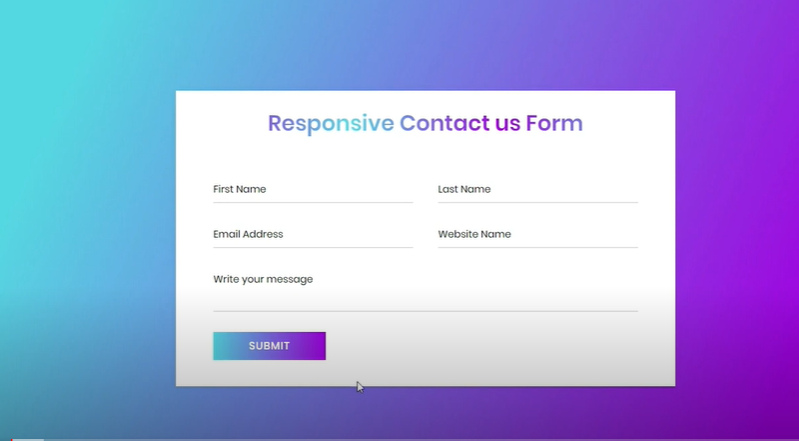 Responsive Contact us Form
First Name
Last Name
Email Address
Website Name
Write your message
SUBMIT